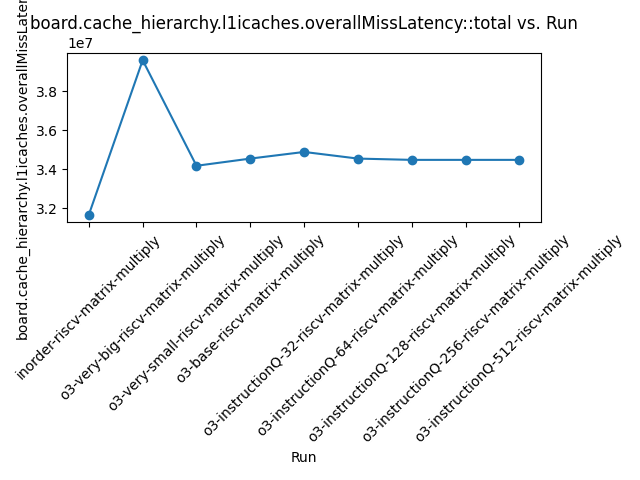 board.cache_hierarchy.l1icaches.overallMissLatency::total vs. Run
1e7
3.8
3.6
3.4
3.2
board.cache_hierarchy.l1icaches.overallMissLaten
inorder-riscv-matrix-multiply
o3-very-big-riscv-matrix-multiply
o3-very-small-riscv-matrix-multiply
o3-base-riscv-matrix-multiply
o3-instructionQ-32-riscv-matrix-multiply
o3-instructionQ-64-riscv-matrix-multiply
o3-instructionQ-128-riscv-matrix-multiply
o3-instructionQ-256-riscv-matrix-multiply
o3-instructionQ-512-riscv-matrix-multiply
Run